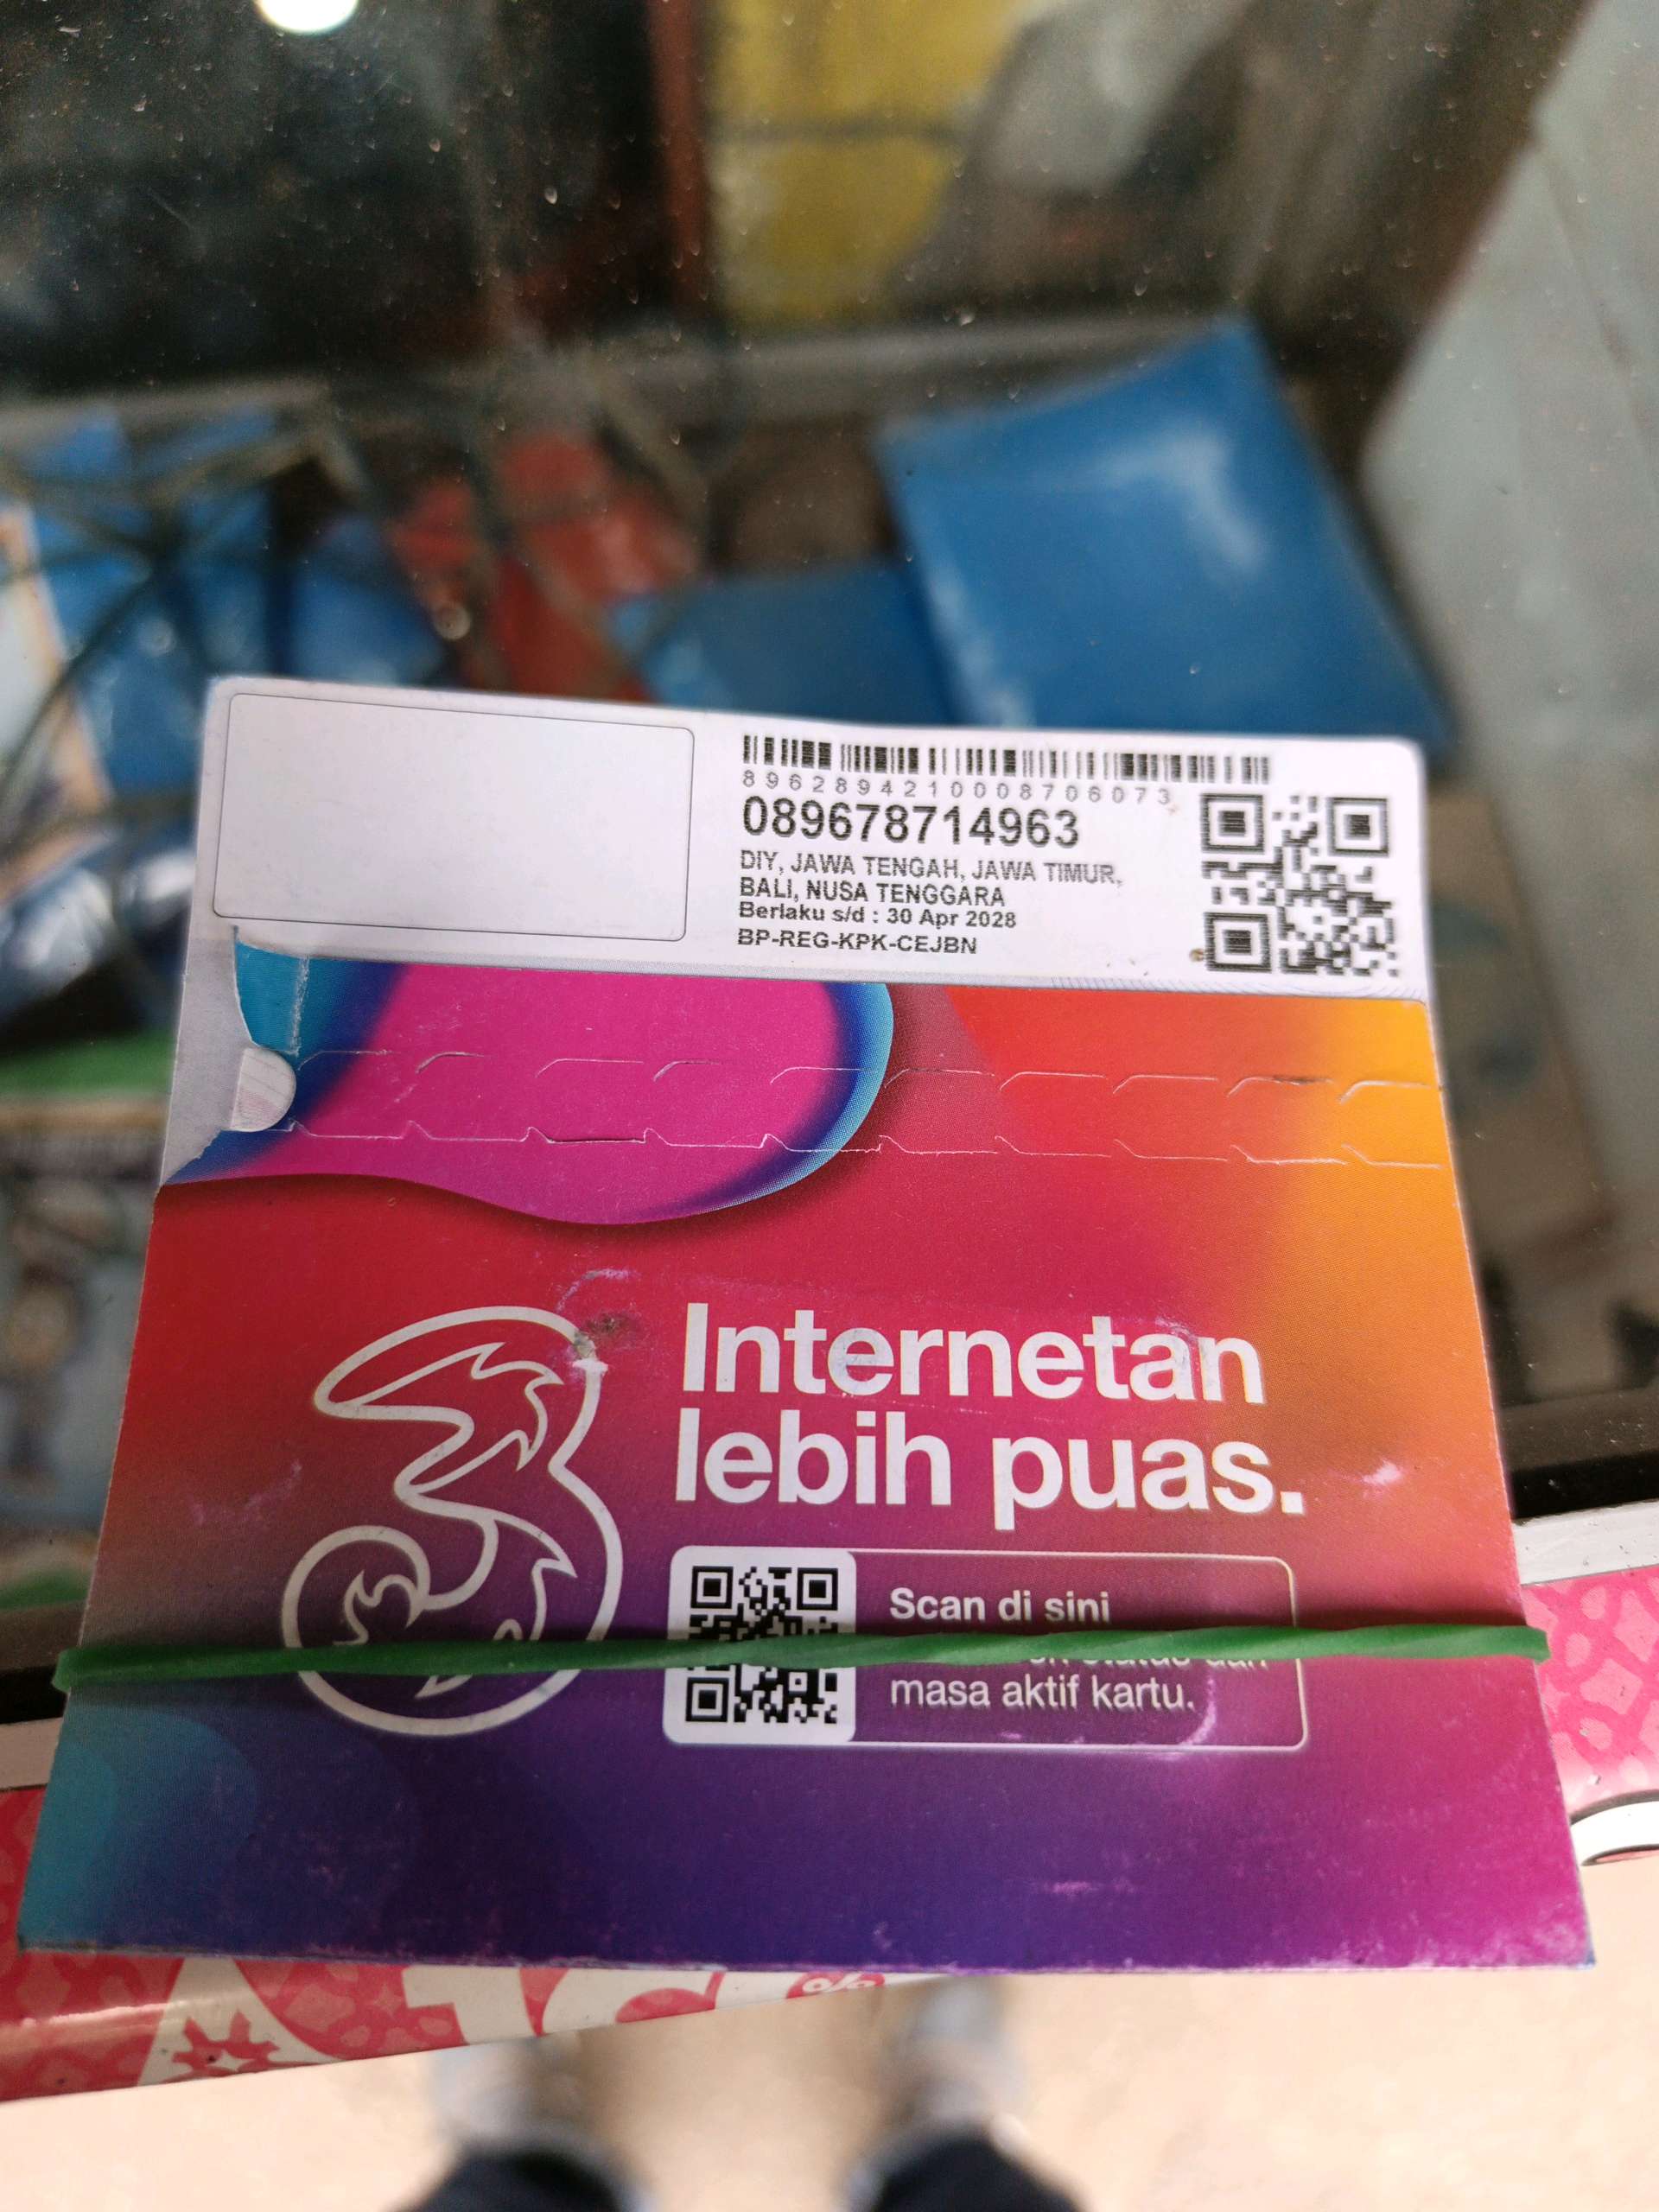 8962894210008706073
089678714963
DIY, JAWA TENGAH, JAWA TIMUR,
BALI, NUSA TENGGARA
Berlaku s/d : 30 Apr 2028
BP-REG-KPK-CEJBN
3
Internetan
lebih puas.
Scan di sini
masa aktif kartu.
%